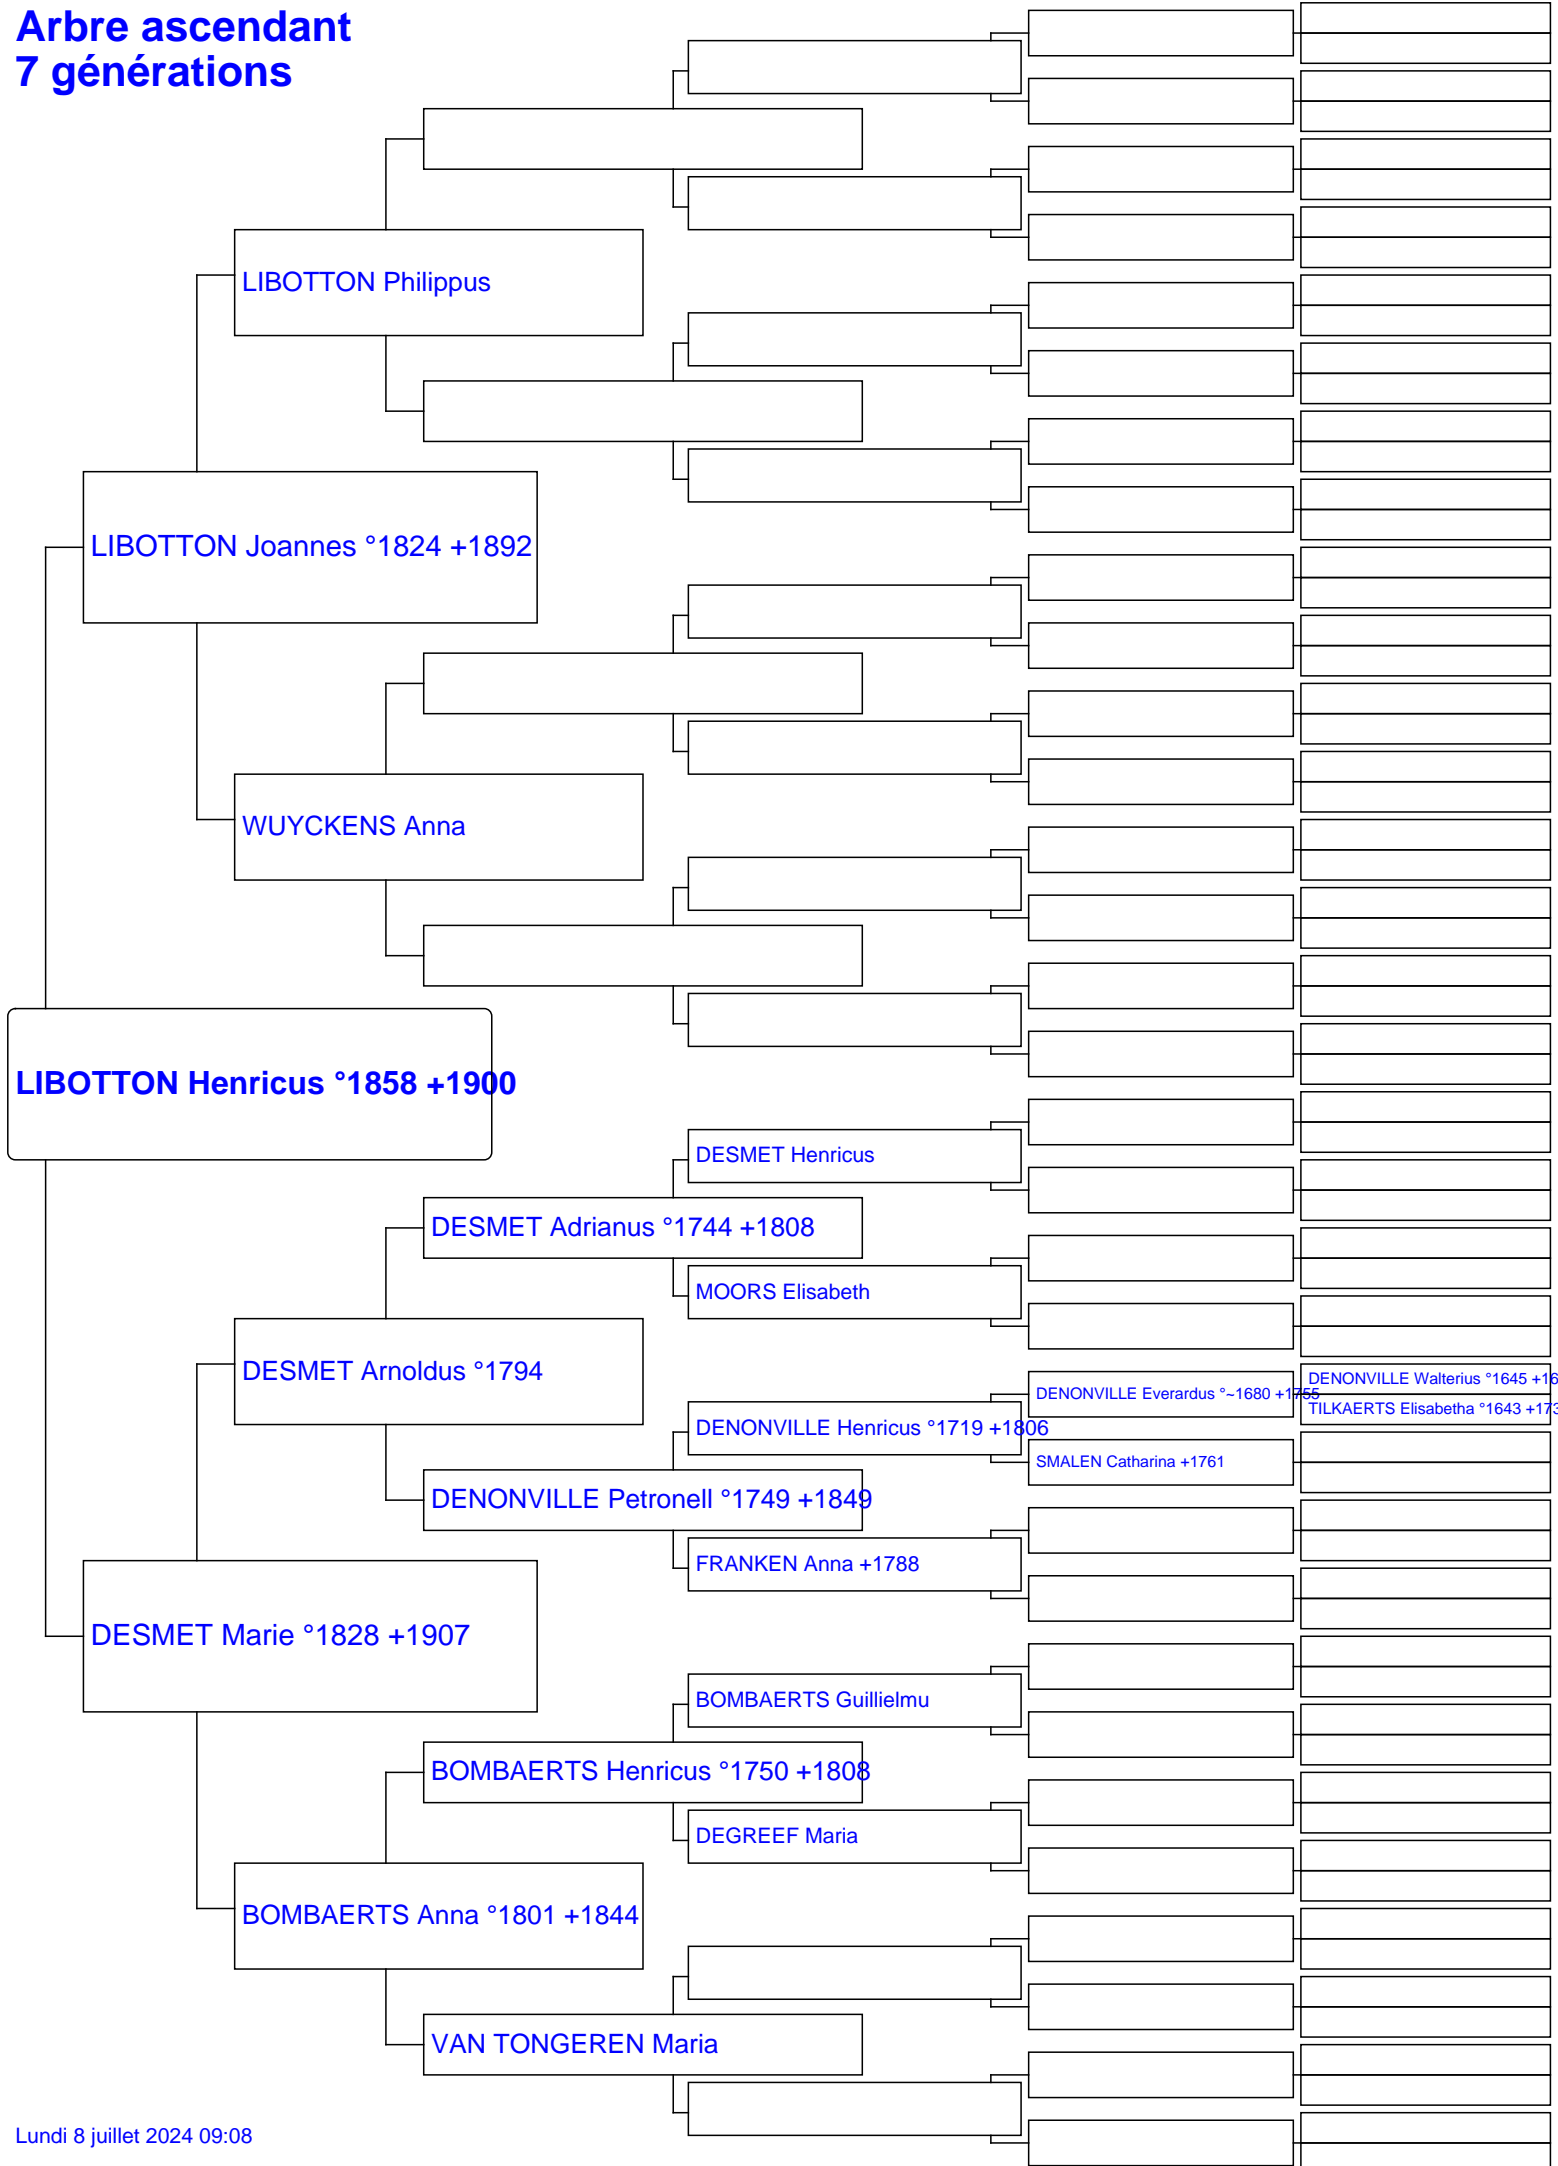 Arbre ascendant
7 générations
LIBOTTON Philippus
LIBOTTON Joannes °1824 +1892
WUYCKENS Anna
LIBOTTON Henricus °1858 +1900
DESMET Henricus
DESMET Adrianus °1744 +1808
MOORS Elisabeth
DESMET Arnoldus °1794
DENONVILLE Walterius °1645 +16
DENONVILLE Everardus °~1680 +1755
TILKAERTS Elisabetha °1643 +173
DENONVILLE Henricus °1719 +1806
SMALEN Catharina +1761
DENONVILLE Petronell °1749 +1849
FRANKEN Anna +1788
DESMET Marie °1828 +1907
BOMBAERTS Guillielmu
BOMBAERTS Henricus °1750 +1808
DEGREEF Maria
BOMBAERTS Anna °1801 +1844
VAN TONGEREN Maria
Lundi 8 juillet 2024 09:08